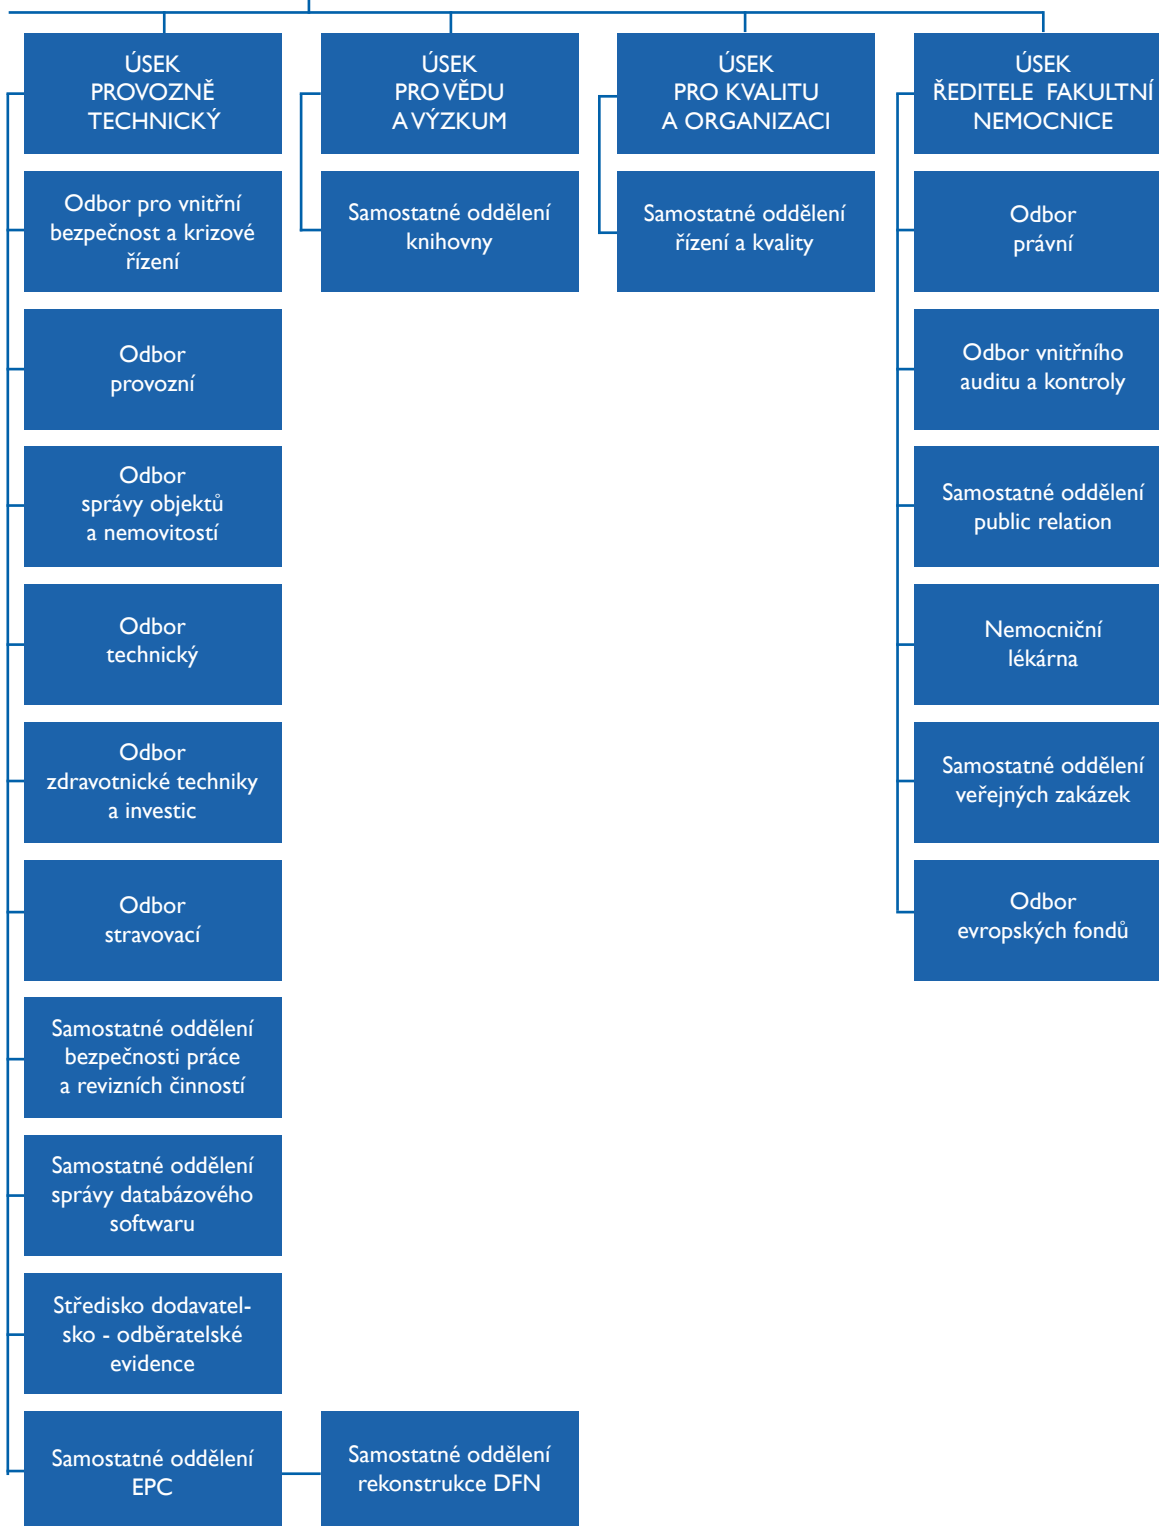 ÚSEK
PROVOZNĚ
TECHNICKÝ
Odbor pro vnitřní
bezpečnost a krizové
řízení
Odbor
provozní
Odbor
správy objektů
a nemovitostí
Odbor
technický
Odbor
zdravotnické techniky
a investic
Odbor
stravovací
Samostatné oddělení
bezpečnosti práce
a revizních činností
Samostatné oddělení
správy databázového
softwaru
Středisko dodavatel-
sko - odběratelské
evidence
Samostatné oddělení
EPC
Samostatné oddělení
rekonstrukce DFN
ÚSEK
PRO VĚDU
A VÝZKUM
Samostatné oddělení
knihovny
ÚSEK
PRO KVALITU
A ORGANIZACI
Samostatné oddělení
řízení a kvality
ÚSEK
ŘEDITELE FAKULTNÍ
NEMOCNICE
Odbor
právní
Odbor vnitřního
auditu a kontroly
Samostatné oddělení
public relation
Nemocniční
lékárna
Samostatné oddělení
veřejných zakázek
Odbor
evropských fondů